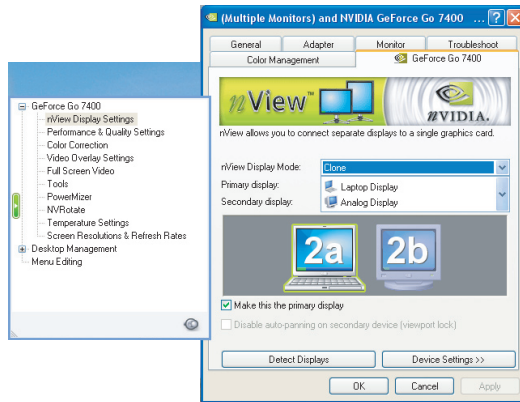 (Multiple Monitors) and NVIDIA GeForce Go 7400 ...
General
Adapter
Monitor
Troubleshoot
Color Management
GeForce Go 7400
nView™
nVIDIA.
nView allows you to connect separate displays to a single graphics card.
nView Display Mode:
Clone
Primary display:
Laptop Display
Secondary display:
Analog Display
2a
2b
Make this the primary display
Disable auto-panning on secondary device (viewport lock)
Detect Displays
Device Settings >>
OK
Cancel
Apply
GeForce Go 7400
nView Display Settings
Performance & Quality Settings
Color Correction
Video Overlay Settings
Full Screen Video
Tools
PowerMizer
NVRotate
Temperature Settings
Screen Resolutions & Refresh Rates
Desktop Management
Menu Editing